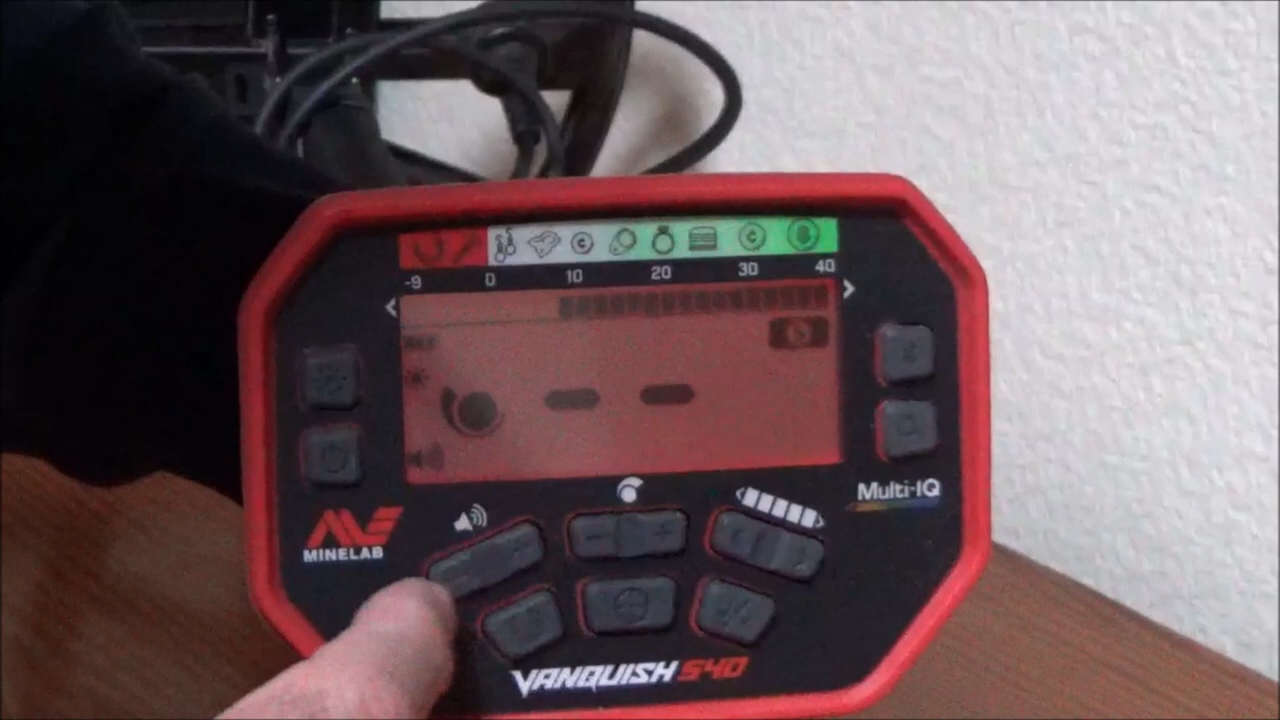 -9 0 10 20 30 40
< >
- -
Multi-IQ
MINELAB
- +
VANQUISH 540